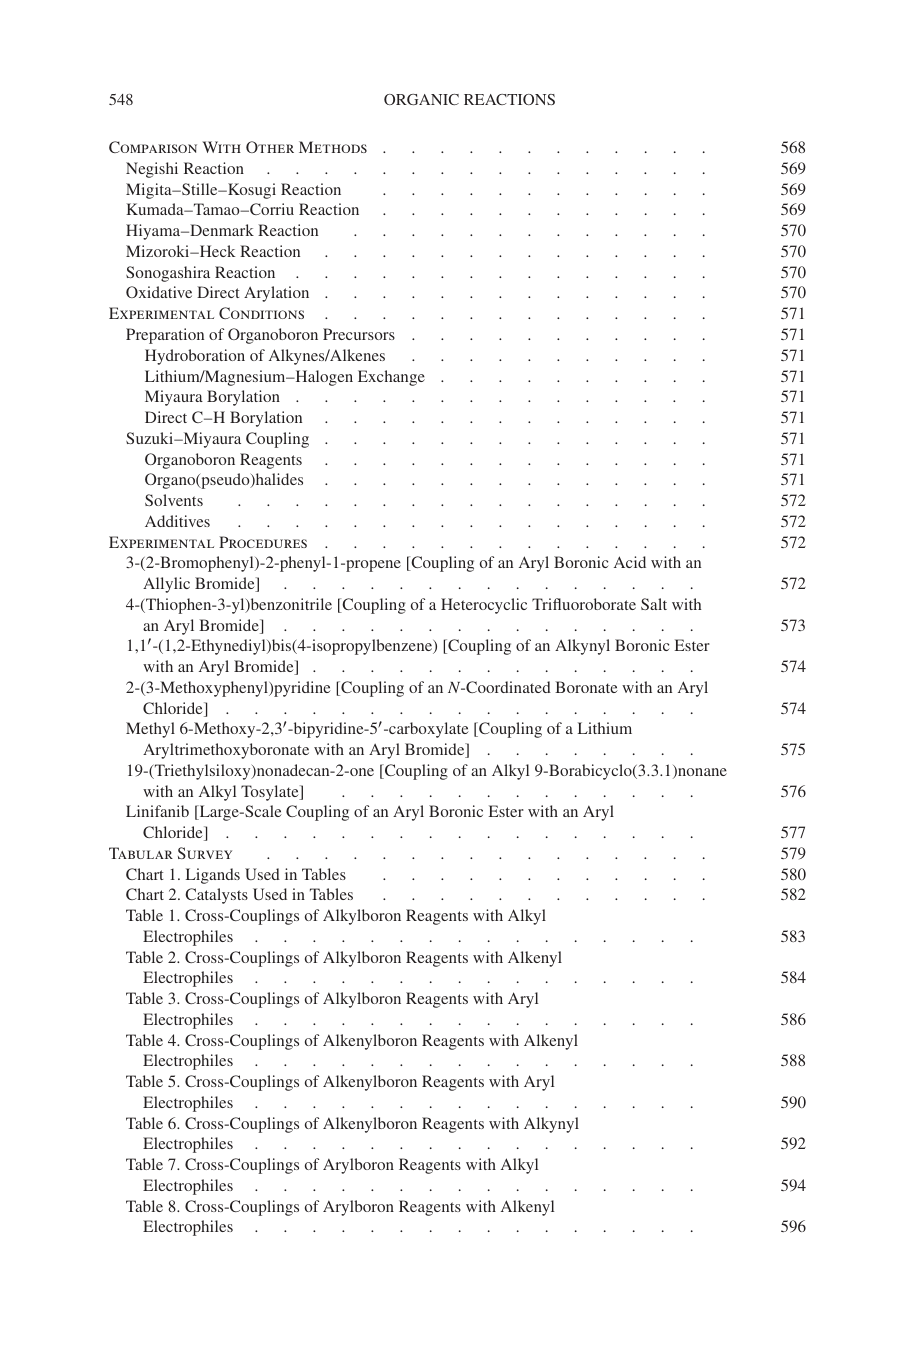 548 ORGANIC REACTIONS
COMPARISON WITH OTHER METHODS . . . . . . . . . . . . 568
Negishi Reaction . . . . . . . . . . . . . . . . 569
Migita–Stille–Kosugi Reaction . . . . . . . . . . . . 569
Kumada–Tamao–Corriu Reaction . . . . . . . . . . . . 569
Hiyama–Denmark Reaction . . . . . . . . . . . . . 570
Mizoroki–Heck Reaction . . . . . . . . . . . . . . 570
Sonogashira Reaction . . . . . . . . . . . . . . . 570
Oxidative Direct Arylation . . . . . . . . . . . . . . 570
EXPERIMENTAL CONDITIONS . . . . . . . . . . . . . . 571
Preparation of Organoboron Precursors . . . . . . . . . . . 571
Hydroboration of Alkynes/Alkenes . . . . . . . . . . . 571
Lithium/Magnesium–Halogen Exchange . . . . . . . . . . 571
Miyaura Borylation . . . . . . . . . . . . . . . 571
Direct C–H Borylation . . . . . . . . . . . . . . 571
Suzuki–Miyaura Coupling . . . . . . . . . . . . . . 571
Organoboron Reagents . . . . . . . . . . . . . . 571
Organo(pseudo)halides . . . . . . . . . . . . . . 571
Solvents . . . . . . . . . . . . . . . . . 572
Additives . . . . . . . . . . . . . . . . . 572
EXPERIMENTAL PROCEDURES . . . . . . . . . . . . . . 572
3-(2-Bromophenyl)-2-phenyl-1-propene [Coupling of an Aryl Boronic Acid with an
Allylic Bromide] . . . . . . . . . . . . . . . 572
4-(Thiophen-3-yl)benzonitrile [Coupling of a Heterocyclic Trifluoroborate Salt with
an Aryl Bromide] . . . . . . . . . . . . . . . 573
1,1′-(1,2-Ethynediyl)bis(4-isopropylbenzene) [Coupling of an Alkynyl Boronic Ester
with an Aryl Bromide] . . . . . . . . . . . . . . 574
2-(3-Methoxyphenyl)pyridine [Coupling of an N-Coordinated Boronate with an Aryl
Chloride] . . . . . . . . . . . . . . . . . 574
Methyl 6-Methoxy-2,3′-bipyridine-5′-carboxylate [Coupling of a Lithium
Aryltrimethoxyboronate with an Aryl Bromide] . . . . . . . . 575
19-(Triethylsiloxy)nonadecan-2-one [Coupling of an Alkyl 9-Borabicyclo(3.3.1)nonane
with an Alkyl Tosylate] . . . . . . . . . . . . . 576
Linifanib [Large-Scale Coupling of an Aryl Boronic Ester with an Aryl
Chloride] . . . . . . . . . . . . . . . . . 577
TABULAR SURVEY . . . . . . . . . . . . . . . . 579
Chart 1. Ligands Used in Tables . . . . . . . . . . . . 580
Chart 2. Catalysts Used in Tables . . . . . . . . . . . . 582
Table 1. Cross-Couplings of Alkylboron Reagents with Alkyl
Electrophiles . . . . . . . . . . . . . . . . 583
Table 2. Cross-Couplings of Alkylboron Reagents with Alkenyl
Electrophiles . . . . . . . . . . . . . . . . 584
Table 3. Cross-Couplings of Alkylboron Reagents with Aryl
Electrophiles . . . . . . . . . . . . . . . . 586
Table 4. Cross-Couplings of Alkenylboron Reagents with Alkenyl
Electrophiles . . . . . . . . . . . . . . . . 588
Table 5. Cross-Couplings of Alkenylboron Reagents with Aryl
Electrophiles . . . . . . . . . . . . . . . . 590
Table 6. Cross-Couplings of Alkenylboron Reagents with Alkynyl
Electrophiles . . . . . . . . . . . . . . . . 592
Table 7. Cross-Couplings of Arylboron Reagents with Alkyl
Electrophiles . . . . . . . . . . . . . . . . 594
Table 8. Cross-Couplings of Arylboron Reagents with Alkenyl
Electrophiles . . . . . . . . . . . . . . . . 596